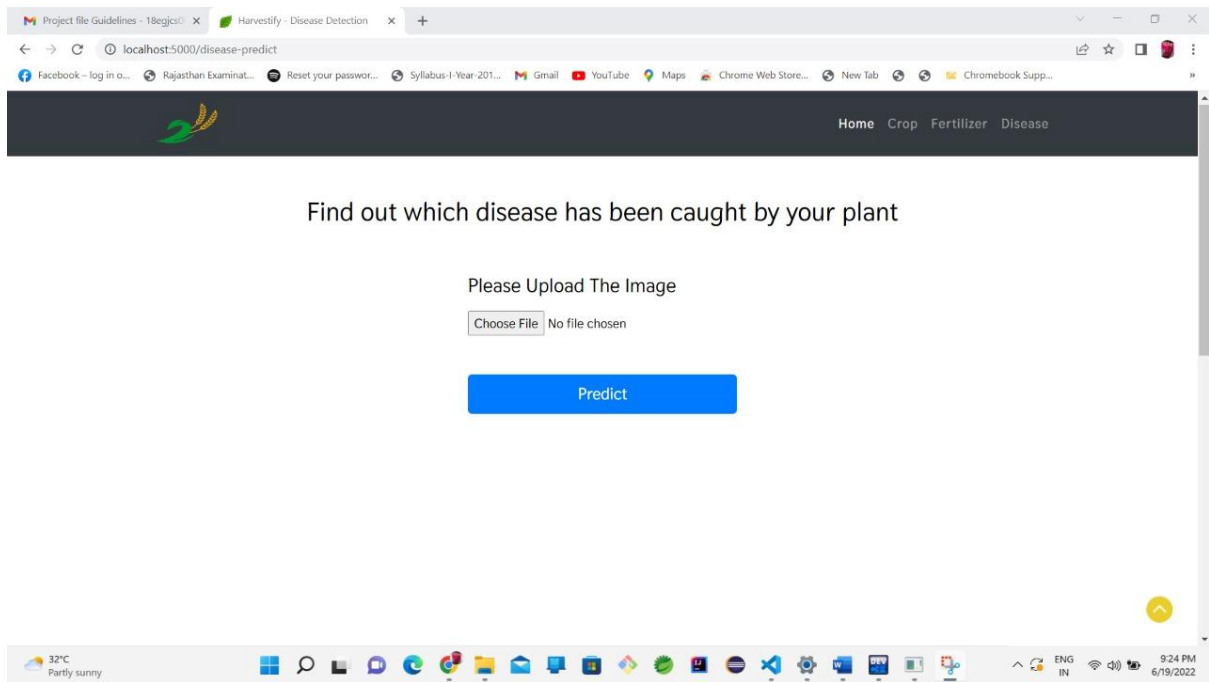 Project file Guidelines - 18egjcs0
Harvestify - Disease Detection
localhost:5000/disease-predict
Facebook – log in o...
Rajasthan Examinat...
Reset your passwor...
Syllabus-I-Year-201...
Gmail
YouTube
Maps
Chrome Web Store...
New Tab
Chromebook Supp...
Home Crop Fertilizer Disease
Find out which disease has been caught by your plant
Please Upload The Image
Choose File No file chosen
Predict
32°C
Partly sunny
ENG
IN
9:24 PM
6/19/2022